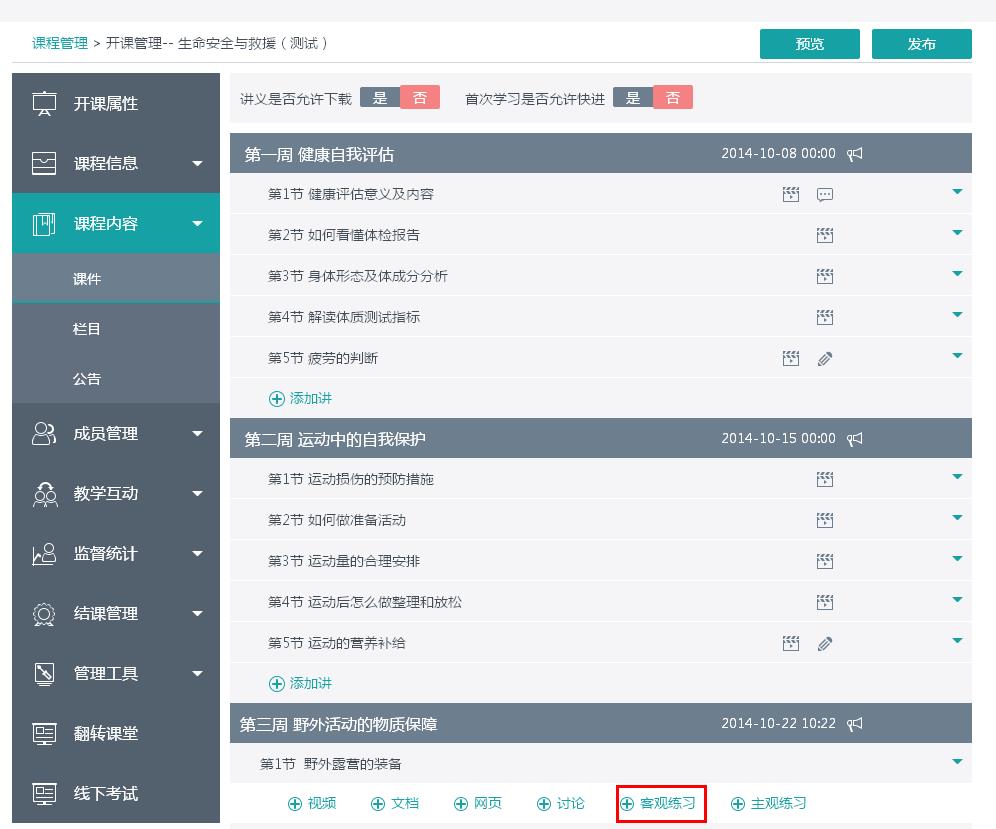 课程管理 > 开课管理-- 生命安全与救援（测试）
预览
发布
开课属性
课程信息
课程内容
课件
栏目
公告
成员管理
教学互动
监督统计
结课管理
管理工具
翻转课堂
线下考试
讲义是否允许下载 是 否 首次学习是否允许快进 是 否
第一周 健康自我评估 2014-10-08 00:00
第1节 健康评估意义及内容
第2节 如何看懂体检报告
第3节 身体形态及体成分分析
第4节 解读体质测试指标
第5节 疲劳的判断
添加讲
第二周 运动中的自我保护 2014-10-15 00:00
第1节 运动损伤的预防措施
第2节 如何做准备活动
第3节 运动量的合理安排
第4节 运动后怎么做整理和放松
第5节 运动的营养补给
添加讲
第三周 野外活动的物质保障 2014-10-22 10:22
第1节 野外露营的装备
视频 文档 网页 讨论 客观练习 主观练习